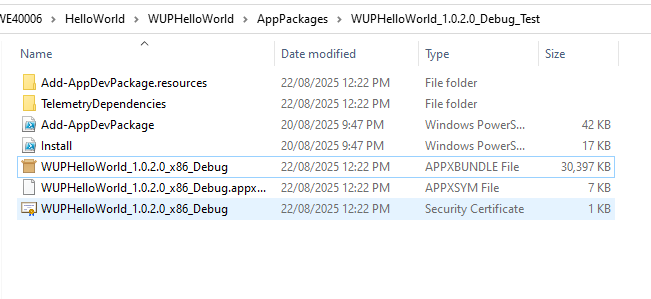 WE40006 > HelloWorld > WUPHelloWorld > AppPackages > WUPHelloWorld_1.0.2.0_Debug_Test
Name Date modified Type Size
Add-AppDevPackage.resources 22/08/2025 12:22 PM File folder
TelemetryDependencies 22/08/2025 12:22 PM File folder
Add-AppDevPackage 20/08/2025 9:47 PM Windows PowerS... 42 KB
Install 20/08/2025 9:47 PM Windows PowerS... 17 KB
WUPHelloWorld_1.0.2.0_x86_Debug 22/08/2025 12:22 PM APPXBUNDLE File 30,397 KB
WUPHelloWorld_1.0.2.0_x86_Debug.appx... 22/08/2025 12:22 PM APPXSYM File 7 KB
WUPHelloWorld_1.0.2.0_x86_Debug 22/08/2025 12:22 PM Security Certificate 1 KB